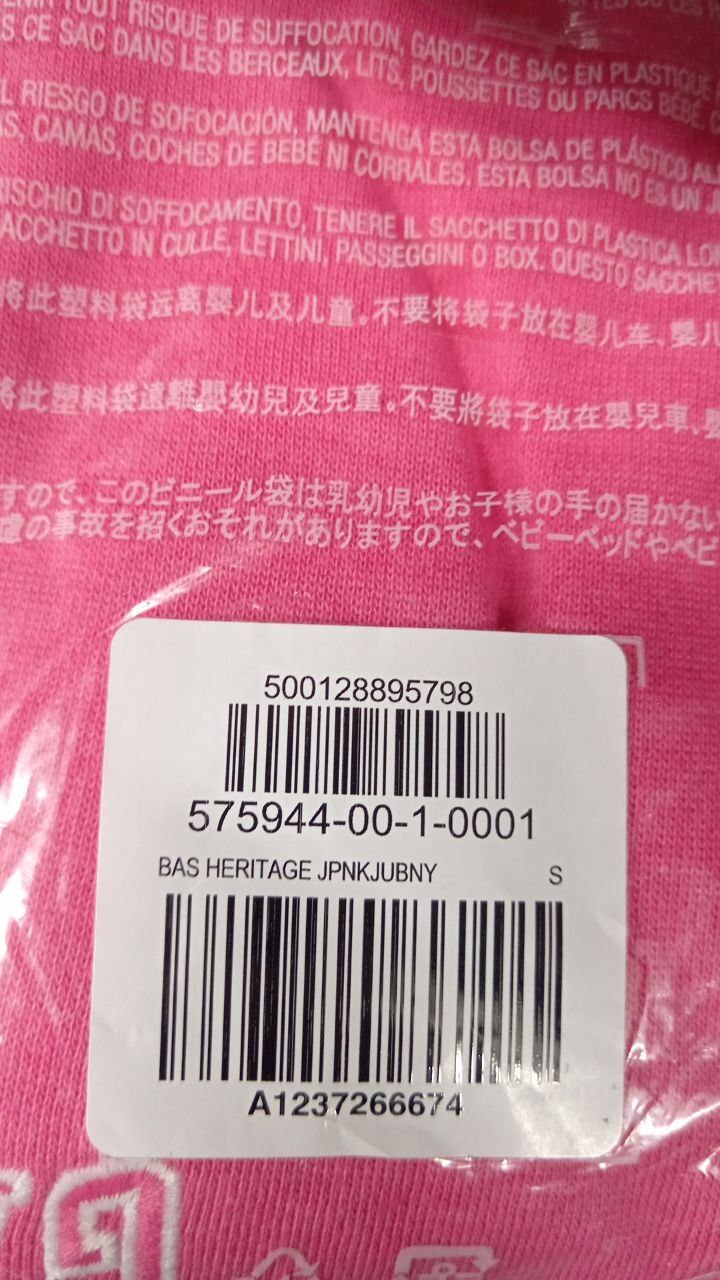 TOUT RISQUE DE SUFFOCATION, GARDEZ CE SAC EN PLASTIQUE
CE SAC DANS LES BERCEAUX, LITS, POUSSETTES OU PARCS BÉBÉ.
RIESGO DE SOFOCACIÓN, MANTENGA ESTA BOLSA DE PLÁSTICO
CAMAS, COCHES DE BEBÉ NI CORRALES. ESTA BOLSA NO ES UN
RISCHIO DI SOFFOCAMENTO, TENERE IL SACCHETTO DI PLASTICA
SACCHETTO IN CULLE, LETTINI, PASSEGGINI O BOX. QUESTO
将此塑料袋远离婴儿及儿童。不要将袋子放在婴儿车、婴儿
將此塑料袋遠離嬰幼兒及兒童。不要將袋子放在嬰兒車、
すので、このビニール袋は乳幼児やお子様の手の届かない
慮の事故を招くおそれがありますので、ベビーベッドやベビ
500128895798
575944-00-1-0001
BAS HERITAGE JPNKJUBNY S
A1237266674